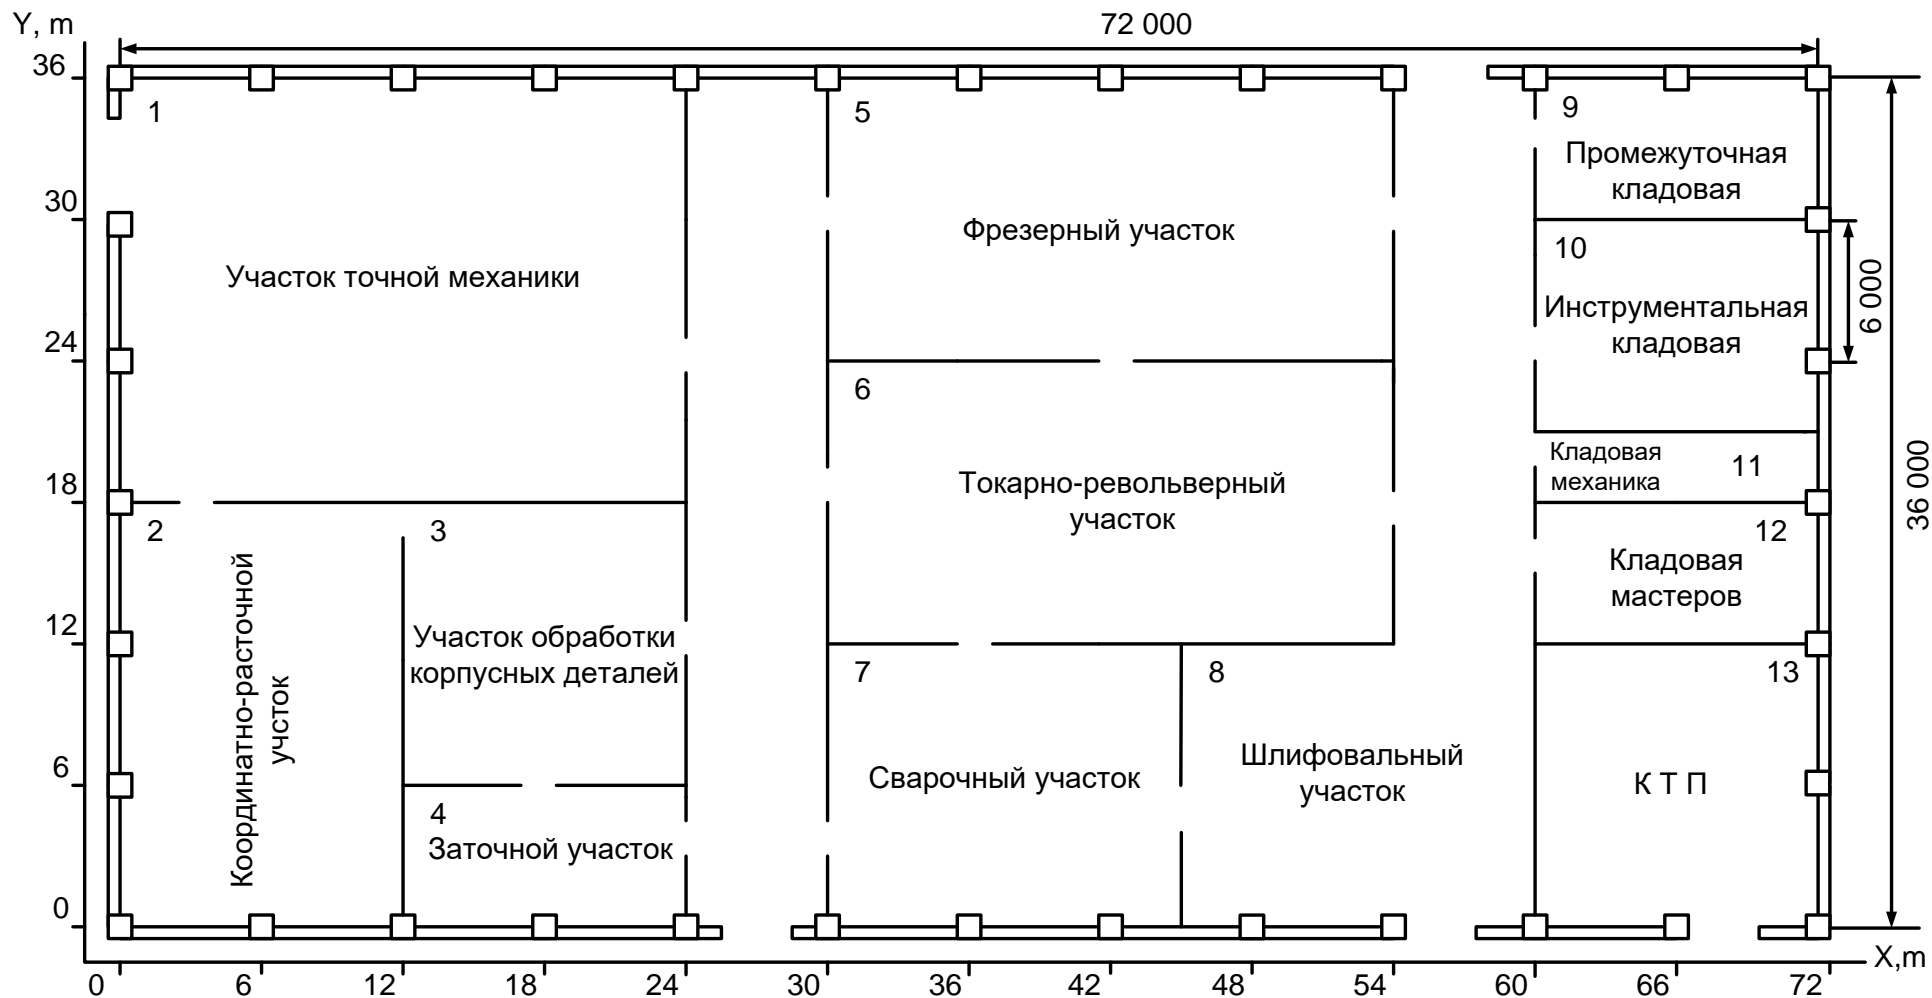 Y, m
72 000
36
1
5
9
Промежуточная
кладовая
30
Фрезерный участок
10
Участок точной механики
Инструментальная
кладовая
6 000
24
6
Кладовая
механика
11
36 000
18
Токарно-револьверный
участок
2
3
12
Кладовая
мастеров
Координатно-расточной
учсток
12
Участок обработки
корпусных деталей
7
8
13
Сварочный участок
Шлифовальный
участок
К Т П
6
4
Заточной участок
0
X,m
0
6
12
18
24
30
36
42
48
54
60
66
72